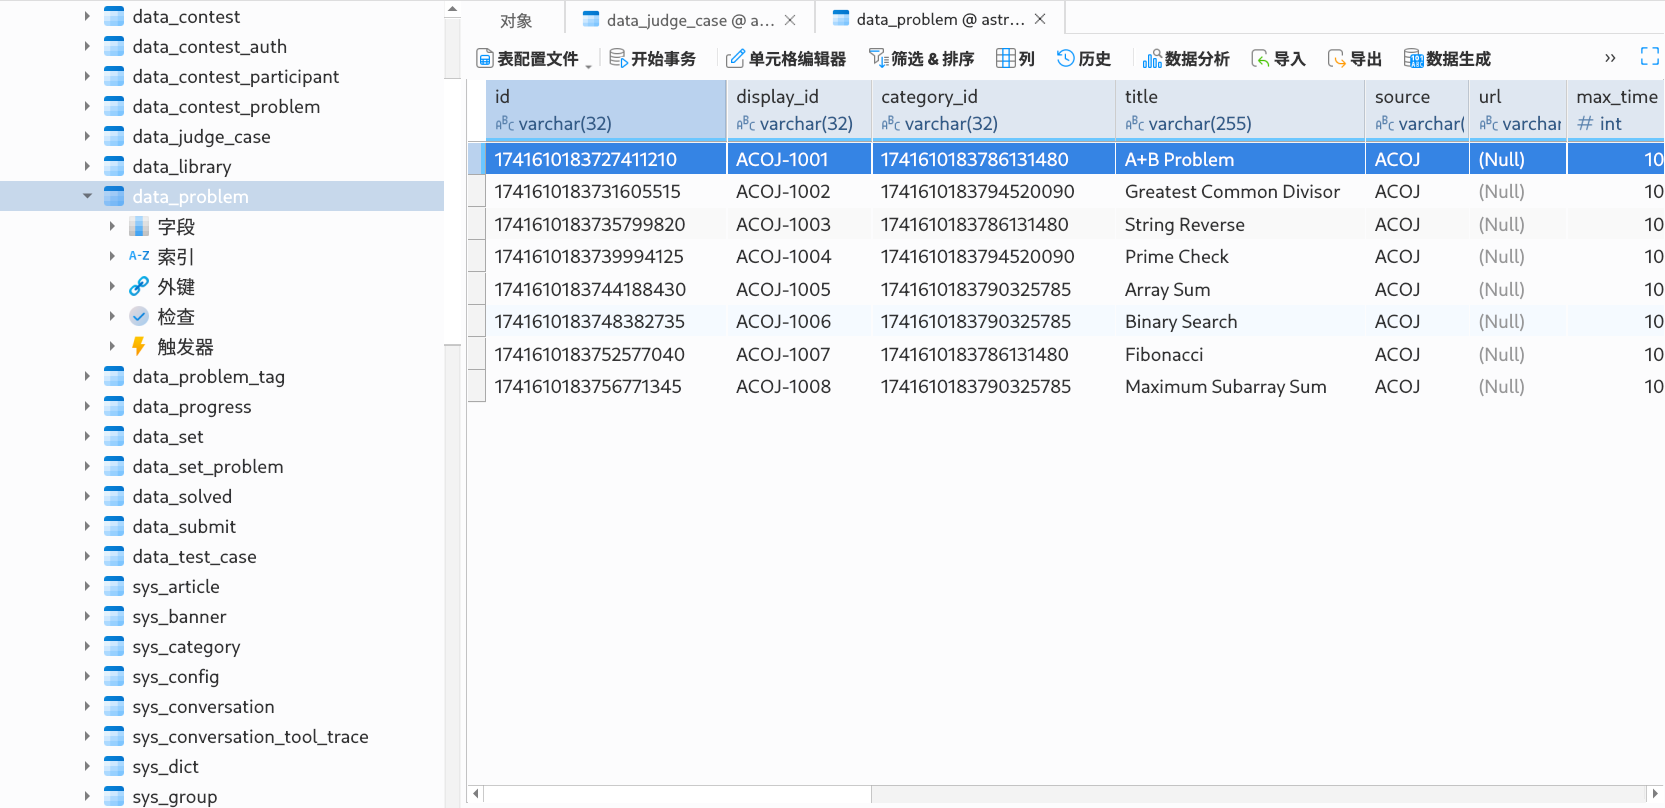 data_contest
data_contest_auth
data_contest_participant
data_contest_problem
data_judge_case
data_library
data_problem
字段
A-Z 索引
外键
检查
触发器
data_problem_tag
data_progress
data_set
data_set_problem
data_solved
data_submit
data_test_case
sys_article
sys_banner
sys_category
sys_config
sys_conversation
sys_conversation_tool_trace
sys_dict
sys_group
对象 data_judge_case @ a... data_problem @ astr...
表配置文件 开始事务 单元格编辑器 筛选 & 排序 列 历史 数据分析 导入 导出 数据生成 »
id display_id category_id title source url max_time
ABC varchar(32) ABC varchar(32) ABC varchar(32) ABC varchar(255) ABC varchar( ABC varchar # int
1741610183727411210 ACOJ-1001 1741610183786131480 A+B Problem ACOJ (Null) 10
1741610183731605515 ACOJ-1002 1741610183794520090 Greatest Common Divisor ACOJ (Null) 10
1741610183735799820 ACOJ-1003 1741610183786131480 String Reverse ACOJ (Null) 10
1741610183739994125 ACOJ-1004 1741610183794520090 Prime Check ACOJ (Null) 10
1741610183744188430 ACOJ-1005 1741610183790325785 Array Sum ACOJ (Null) 10
1741610183748382735 ACOJ-1006 1741610183790325785 Binary Search ACOJ (Null) 10
1741610183752577040 ACOJ-1007 1741610183786131480 Fibonacci ACOJ (Null) 10
1741610183756771345 ACOJ-1008 1741610183790325785 Maximum Subarray Sum ACOJ (Null) 10